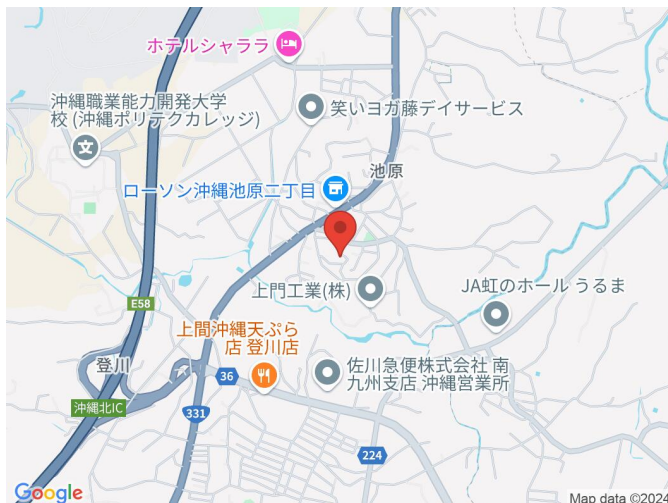 ホテルシャララ
沖縄職業能力開発大学
校 (沖縄ポリテクカレッジ)
笑いヨガ藤デイサービス
池原
ローソン沖縄池原二丁目
上門工業(株)
JA虹のホール うるま
E58
上間沖縄天ぷら
店 登川店
登川
36
佐川急便株式会社 南
九州支店 沖縄営業所
沖縄北IC
331
224
Google
Map data ©2024